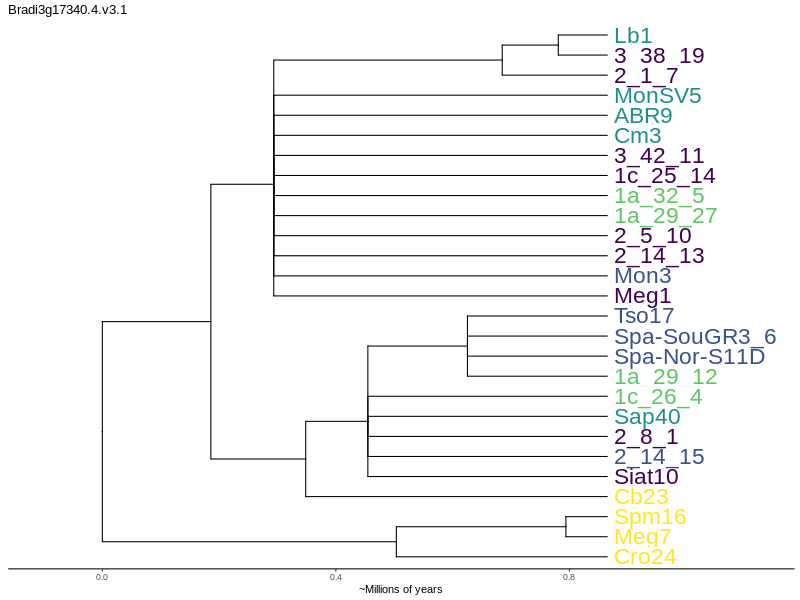 Bradi3g17340.4.v3.1
Lb1
3_38_19
2_1_7
MonSV5
ABR9
Cm3
3_42_11
1c_25_14
1a_32_5
1a_29_27
2_5_10
2_14_13
Mon3
Meg1
Tso17
Spa-SouGR3_6
Spa-Nor-S11D
1a_29_12
1c_26_4
Sap40
2_8_1
2_14_15
Siat10
Cb23
Spm16
Meg7
Cro24
0.0 0.4 0.8
~Millions of years